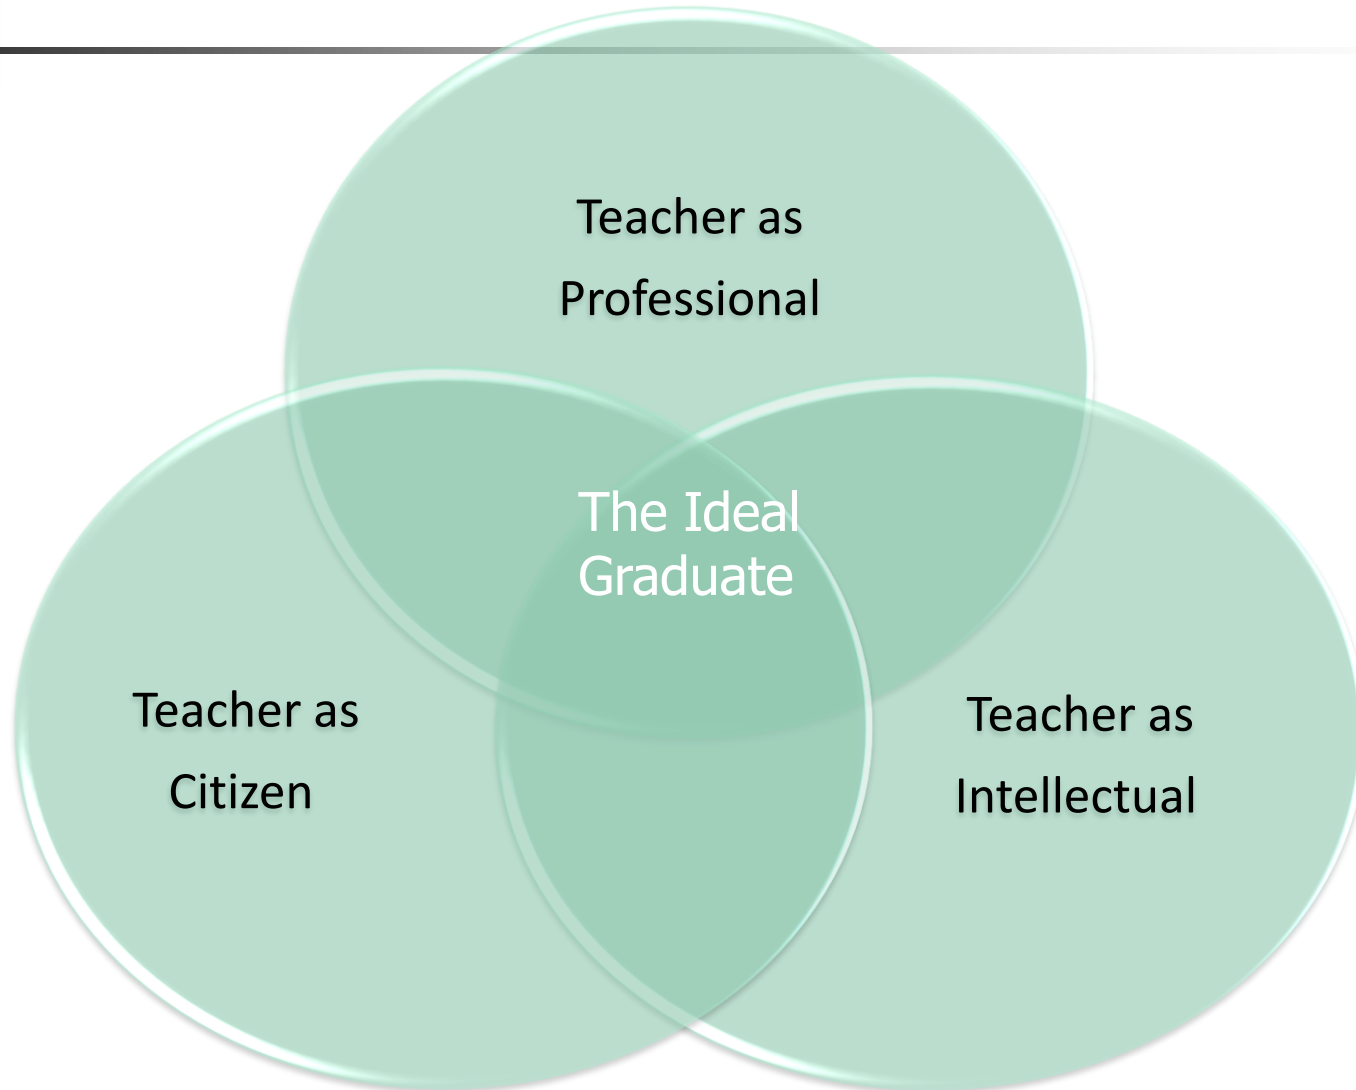 Teacher as
Professional
The Ideal
Graduate
Teacher as
Citizen
Teacher as
Intellectual